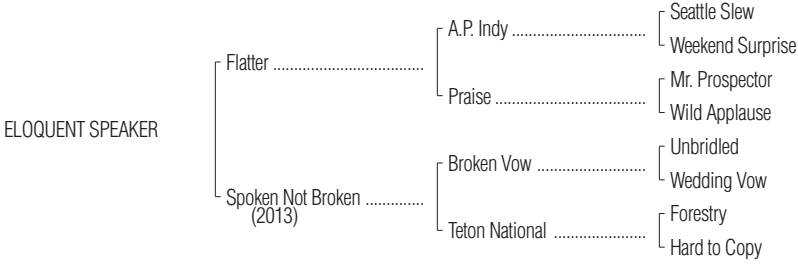 Seattle Slew
A.P. Indy ..................................
Weekend Surprise
Flatter ......................................
Mr. Prospector
Praise ......................................
Wild Applause
ELOQUENT SPEAKER
Unbridled
Broken Vow ............................
Wedding Vow
Spoken Not Broken ...............
(2013)
Forestry
Teton National .......................
Hard to Copy